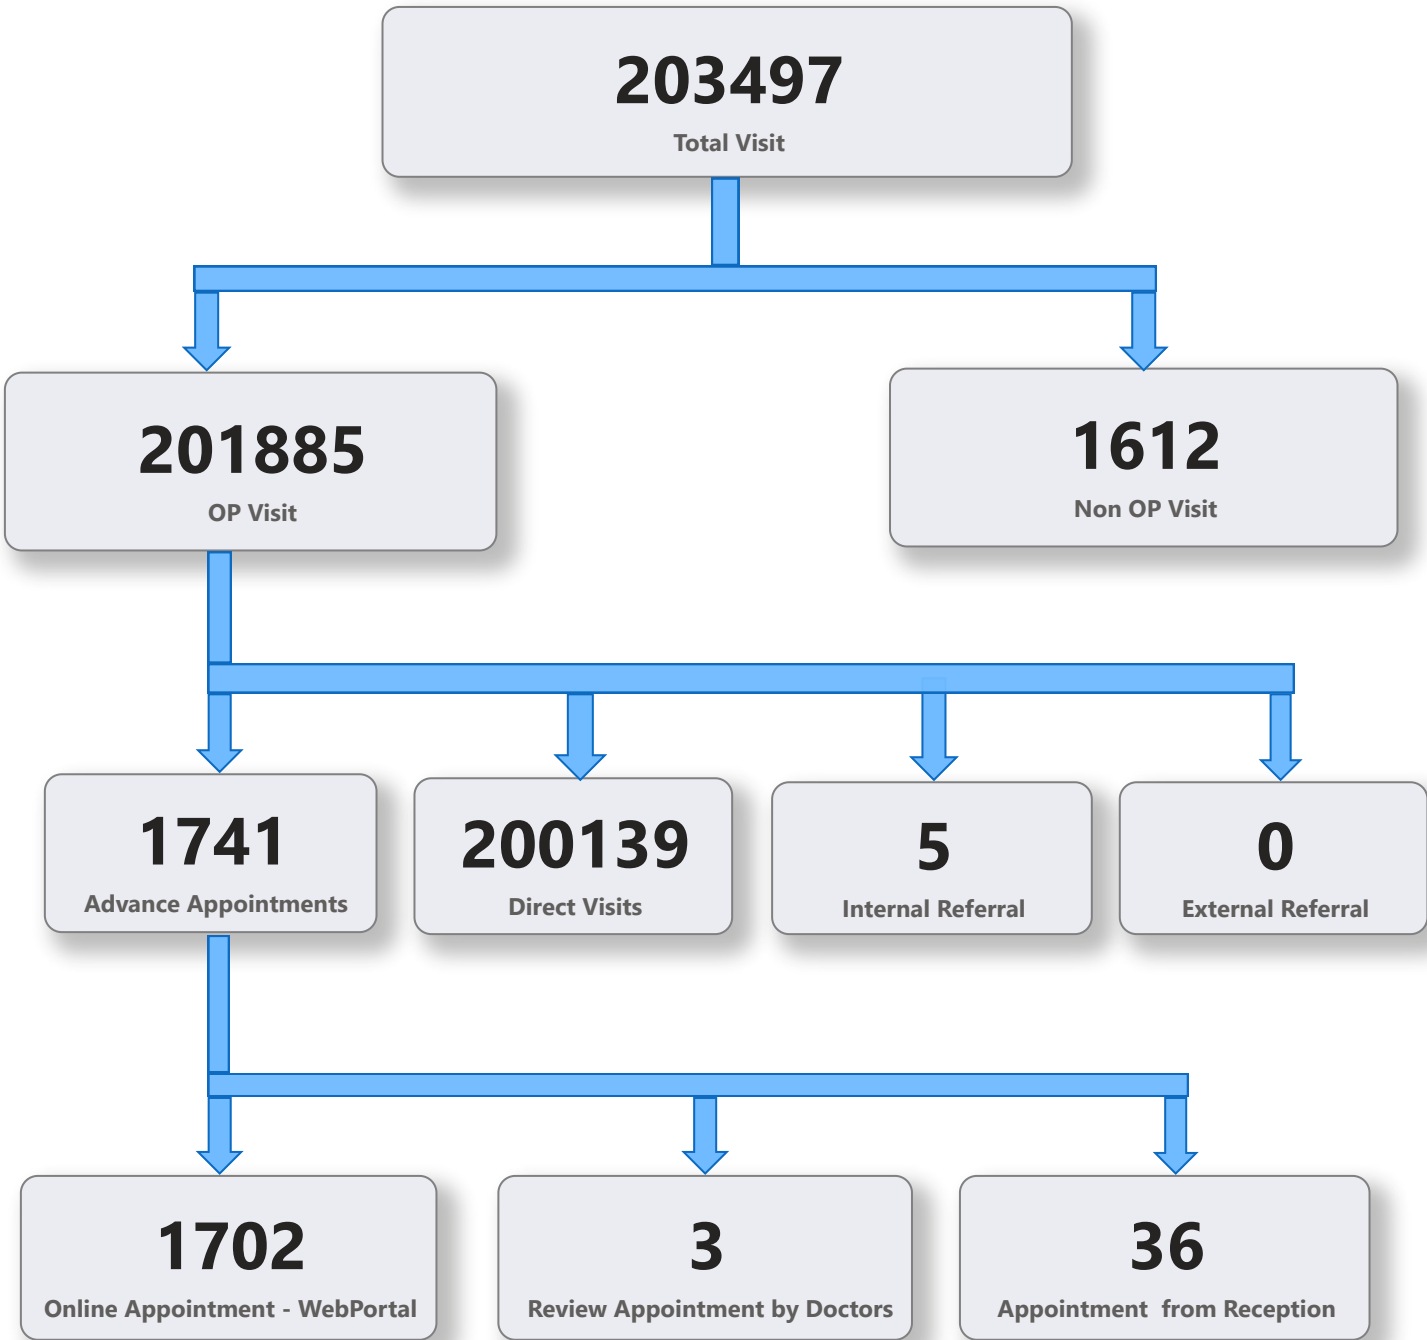 203497
Total Visit
201885
OP Visit
1612
Non OP Visit
1741
Advance Appointments
200139
Direct Visits
5
Internal Referral
0
External Referral
1702
Online Appointment - WebPortal
3
Review Appointment by Doctors
36
Appointment  from Reception